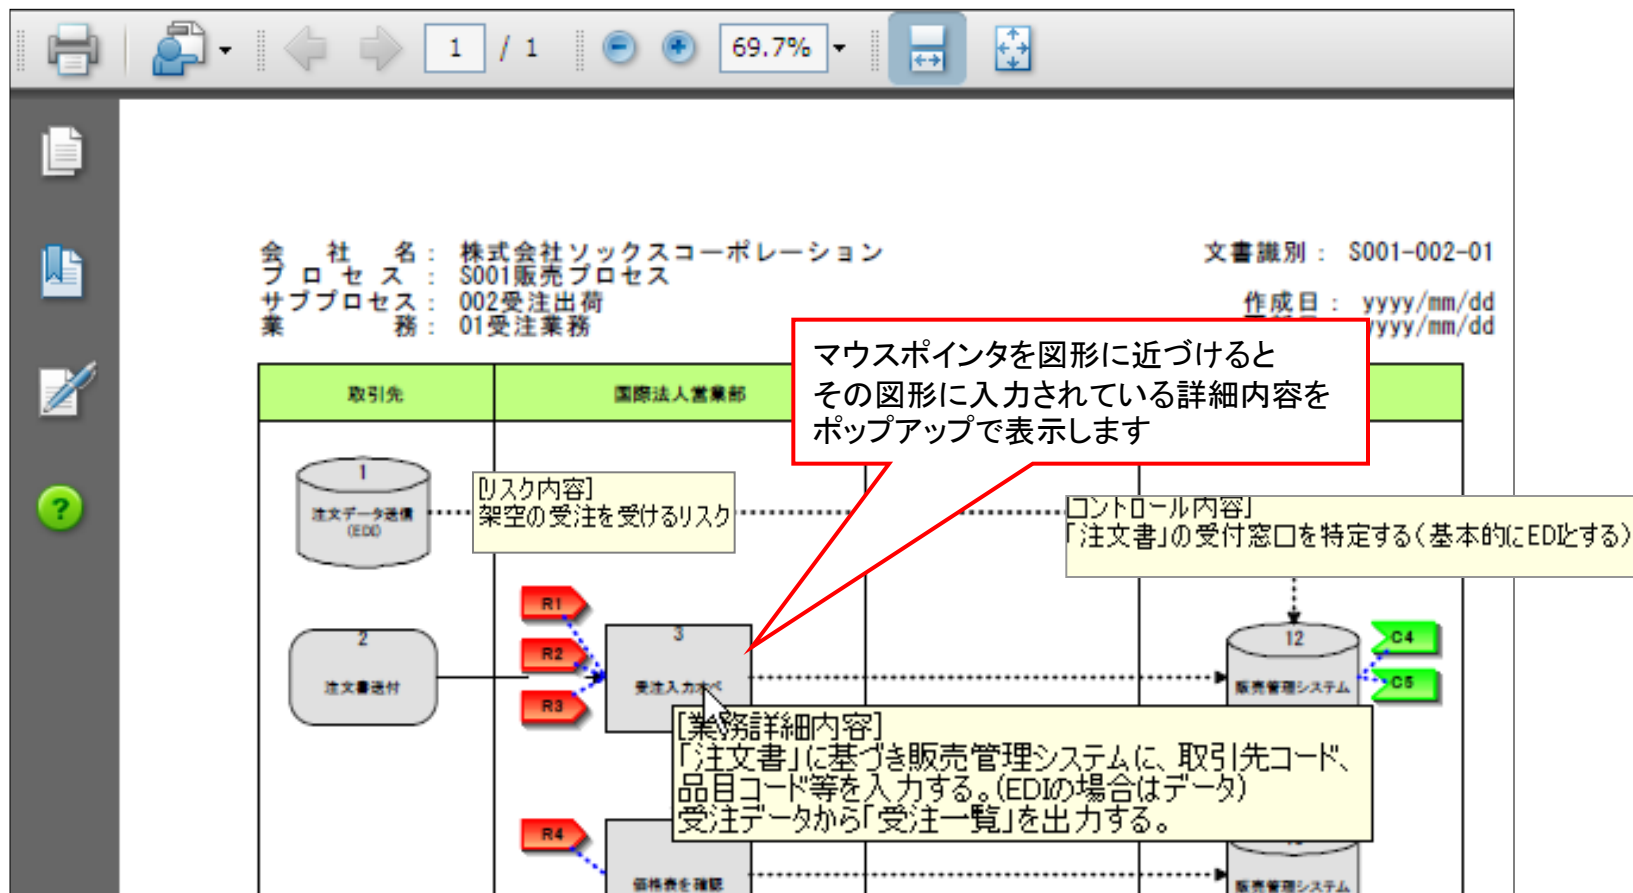 1 / 1
69.7%
会社名： 株式会社ソックスコーポレーション
文書識別： S001-002-01
プロセス： S001販売プロセス
サブプロセス： 002受注出荷
作成日： yyyy/mm/dd
業務： 01受注業務
yyyy/mm/dd
マウスポインタを図形に近づけると
その図形に入力されている詳細内容を
ポップアップで表示します
取引先
国際法人営業部
1
注文データ送信
(EDI)
[リスク内容]
架空の受注を受けるリスク
[コントロール内容]
「注文書」の受付窓口を特定する（基本的にEDIとする）
R1
R2
R3
2
注文書送付
3
受注入力オペ
12
販売管理システム
C4
C5
[業務詳細内容]
「注文書」に基づき販売管理システムに、取引先コード、
品目コード等を入力する。（EDIの場合はデータ）
受注データから「受注一覧」を出力する。
R4
価格表を確認
販売管理システム
?